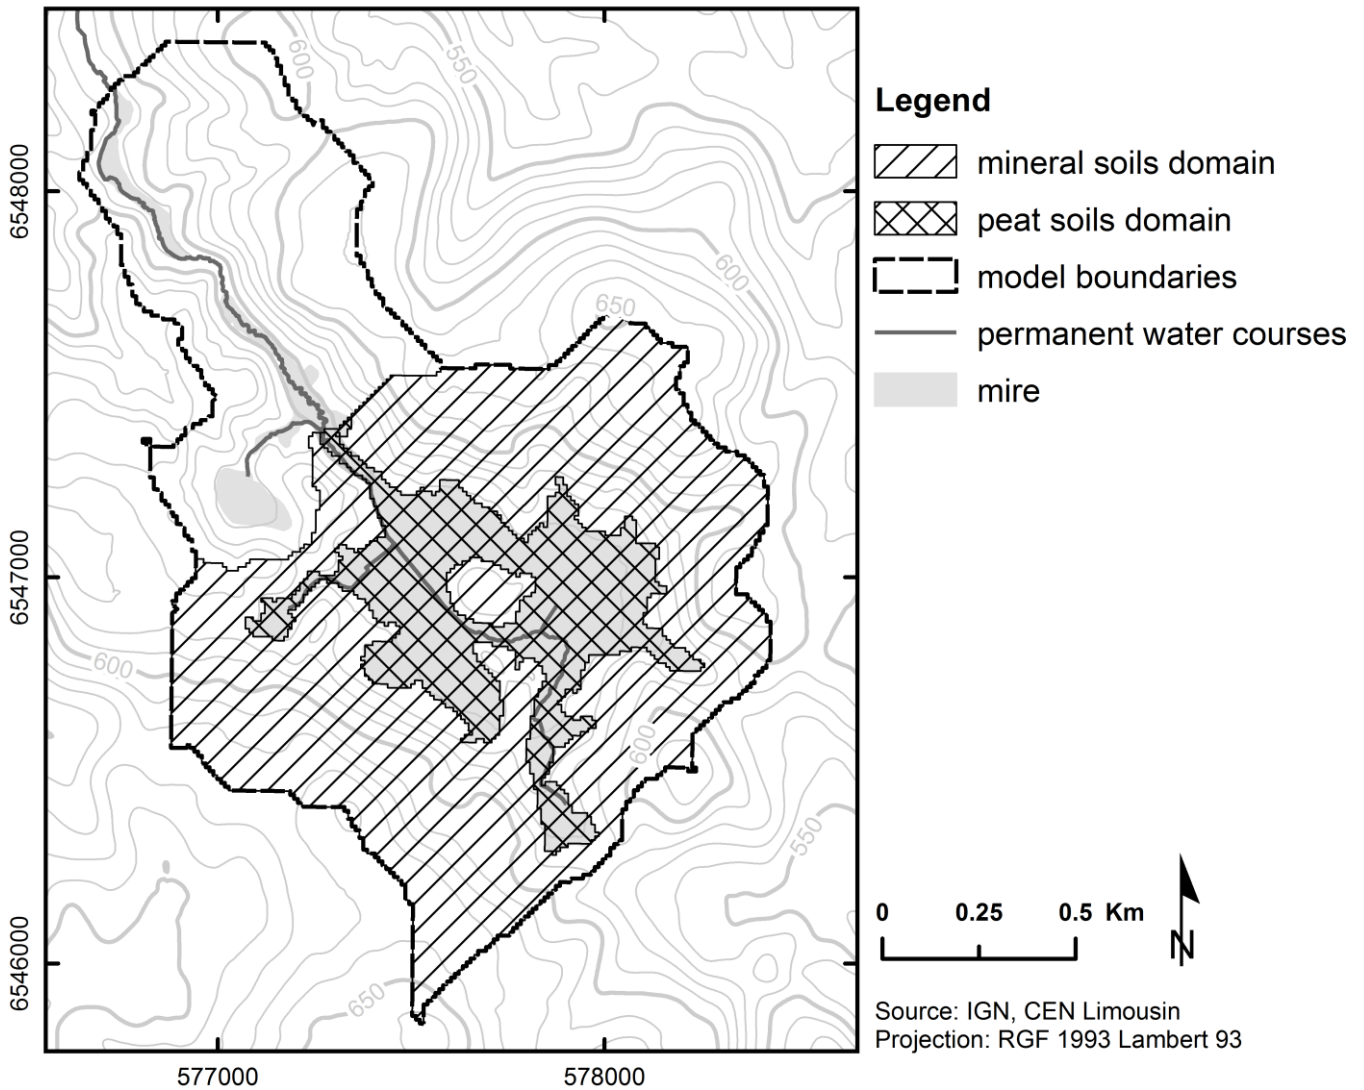 600
550
Legend
mineral soils domain
peat soils domain
model boundaries
permanent water courses
mire
6548000
600
650
6547000
600
600
550
0 0.25 0.5 Km
N
6546000
650
Source: IGN, CEN Limousin
Projection: RGF 1993 Lambert 93
577000 578000